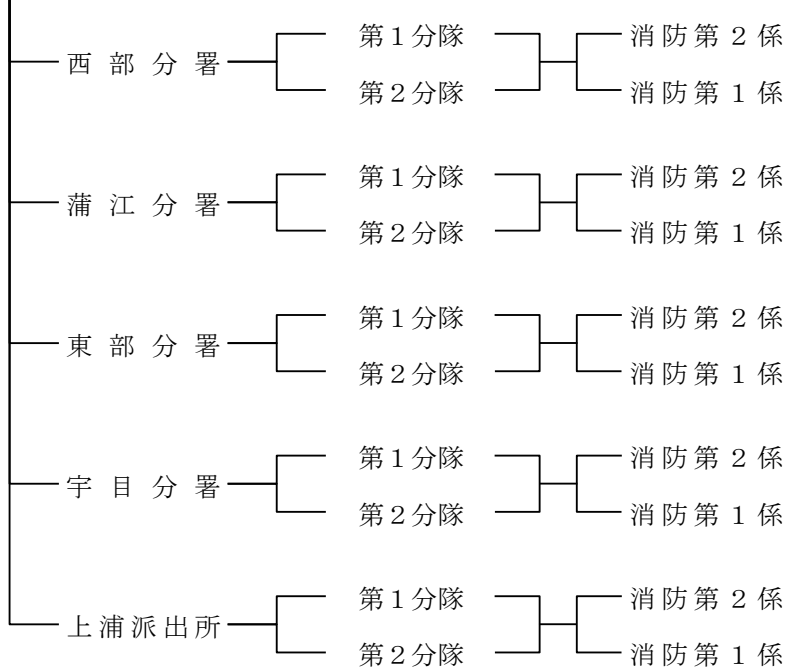 第1分隊 消防第2係
西部分署
第2分隊 消防第1係
第1分隊 消防第2係
蒲江分署
第2分隊 消防第1係
第1分隊 消防第2係
東部分署
第2分隊 消防第1係
第1分隊 消防第2係
宇目分署
第2分隊 消防第1係
第1分隊 消防第2係
上浦派出所
第2分隊 消防第1係